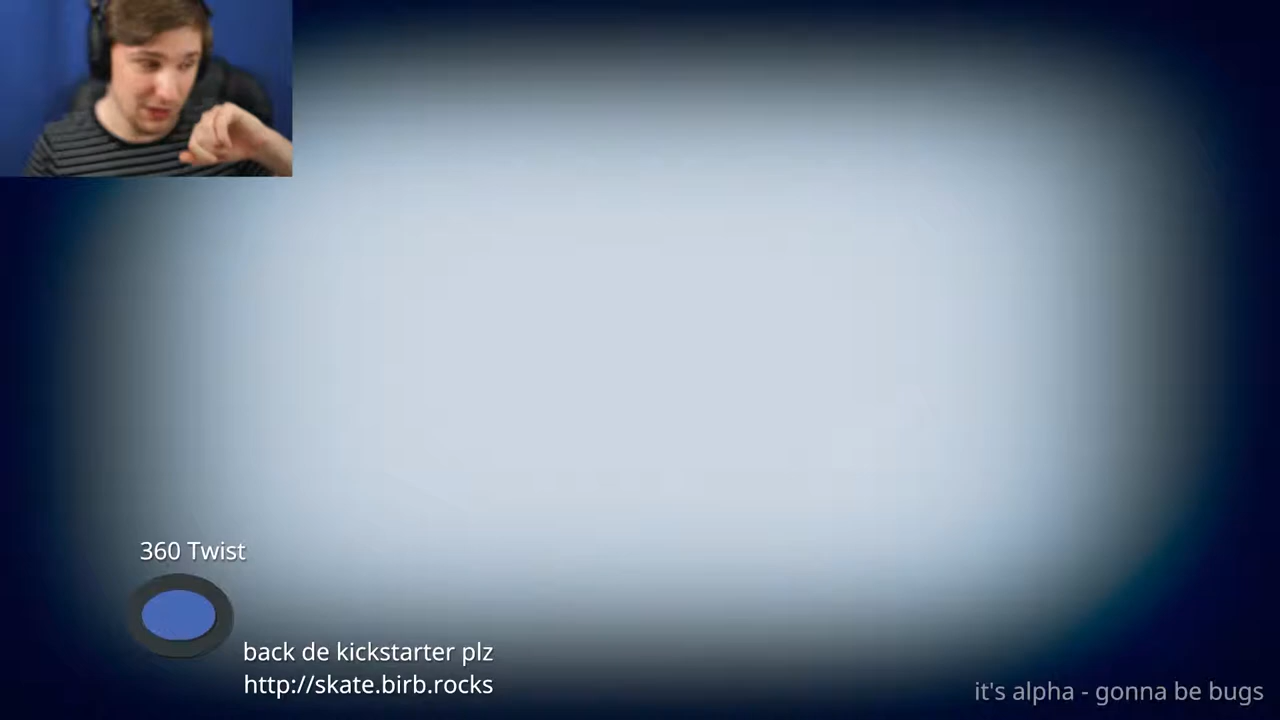 360 Twist
back de kickstarter plz
http://skate.birb.rocks
it's alpha - gonna be bugs